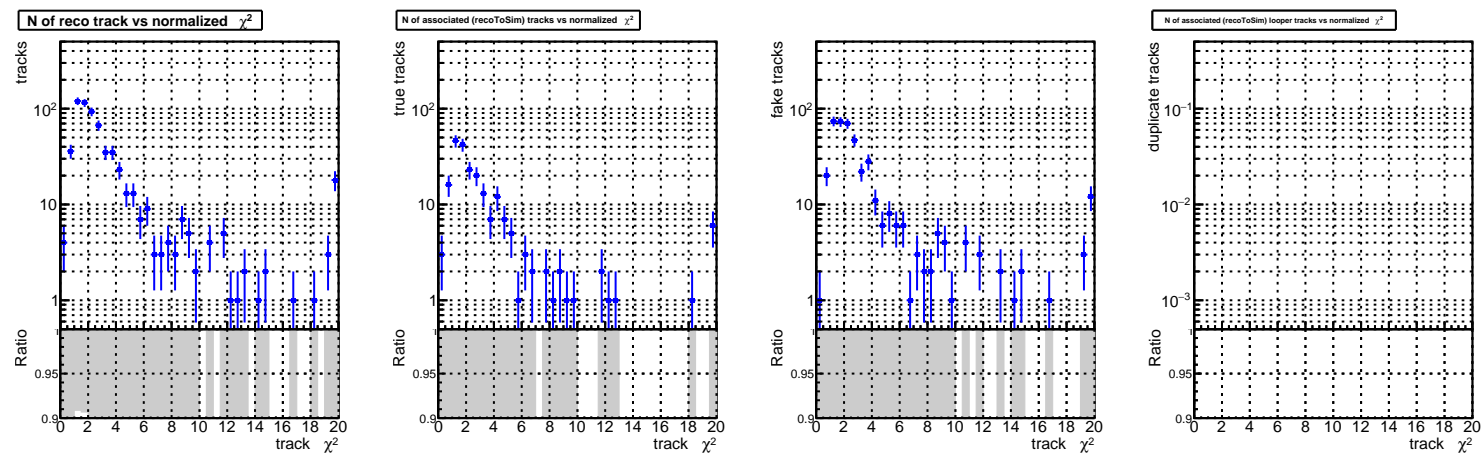 N of reco track vs normalized χ²
tracks
10²
10
1
Ratio
1
0.95
0.9
0 2 4 6 8 10 12 14 16 18 20
track χ²
N of associated (recoToSim) tracks vs normalized χ²
true tracks
10²
10
1
Ratio
1
0.95
0.9
0 2 4 6 8 10 12 14 16 18 20
track χ²
fake tracks
10²
10
1
Ratio
1
0.95
0.9
0 2 4 6 8 10 12 14 16 18 20
track χ²
N of associated (recoToSim) looper tracks vs normalized χ²
duplicate tracks
10⁻¹
10⁻²
10⁻³
Ratio
1
0.95
0.9
0 2 4 6 8 10 12 14 16 18 20
track χ²